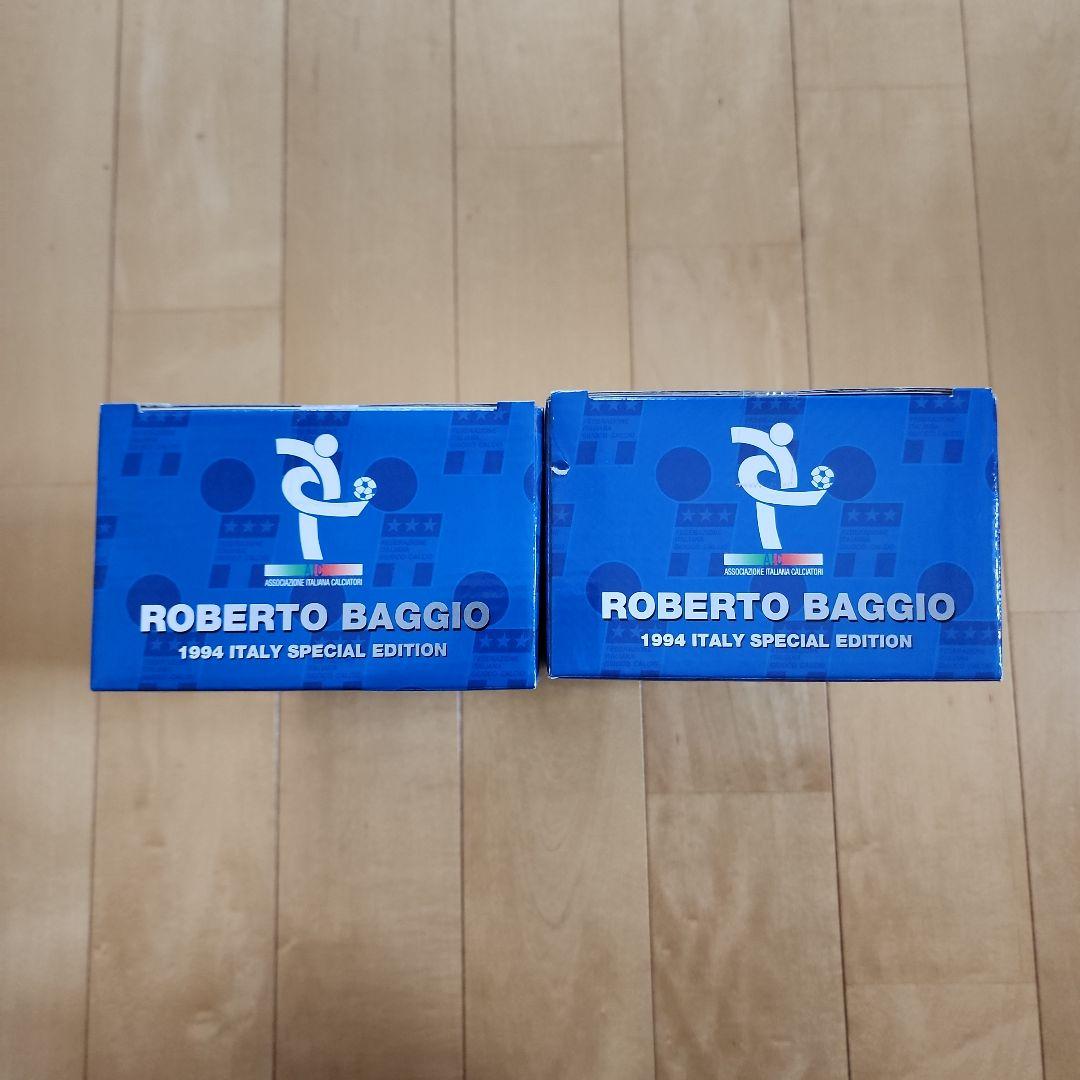 AIC
ASSOCIAZIONE ITALIANA CALCIATORI
ROBERTO BAGGIO
1994 ITALY SPECIAL EDITION
AIC
ASSOCIAZIONE ITALIANA CALCIATORI
ROBERTO BAGGIO
1994 ITALY SPECIAL EDITION